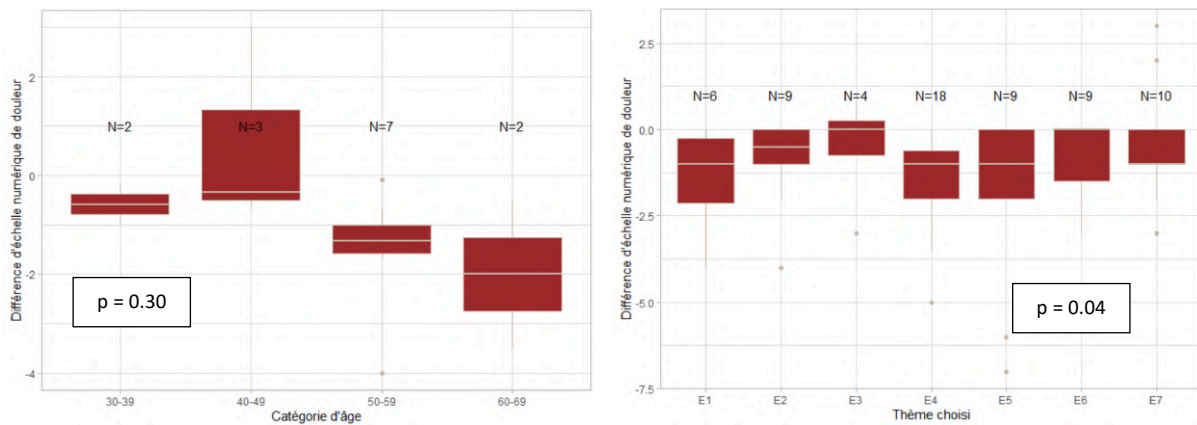 Différence d'échelle numérique de douleur
2
0
-2
-4
N=2
N=3
N=7
N=2
p = 0.30
30-39
40-49
50-59
60-69
Catégorie d'âge
Différence d'échelle numérique de douleur
2.5
0.0
-2.5
-5.0
-7.5
N=6
N=9
N=4
N=18
N=9
N=9
N=10
p = 0.04
E1
E2
E3
E4
E5
E6
E7
Thème choisi